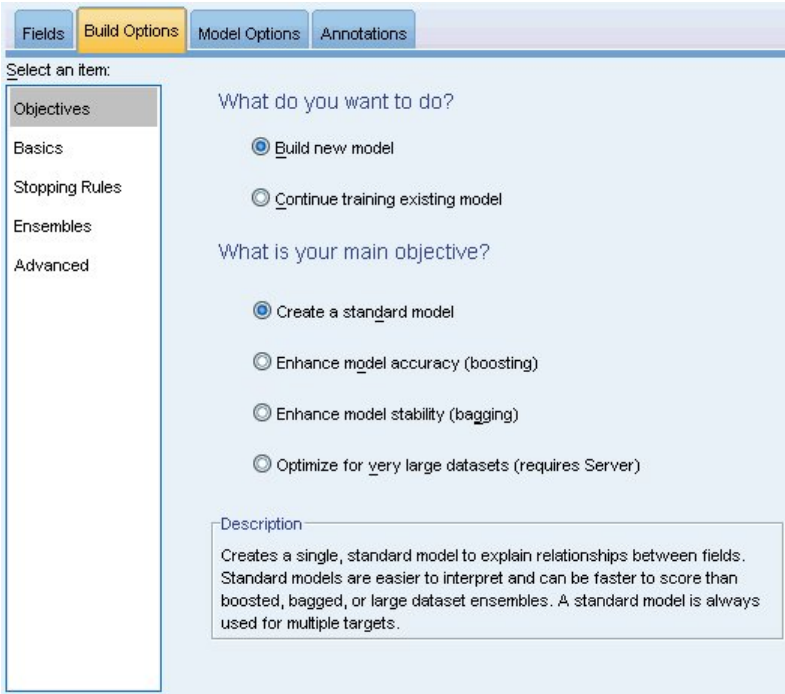 Fields Build Options Model Options Annotations
Select an item:
Objectives
Basics
Stopping Rules
Ensembles
Advanced
What do you want to do?
Build new model
Continue training existing model
What is your main objective?
Create a standard model
Enhance model accuracy (boosting)
Enhance model stability (bagging)
Optimize for very large datasets (requires Server)
Description
Creates a single, standard model to explain relationships between fields.
Standard models are easier to interpret and can be faster to score than
boosted, bagged, or large dataset ensembles. A standard model is always
used for multiple targets.